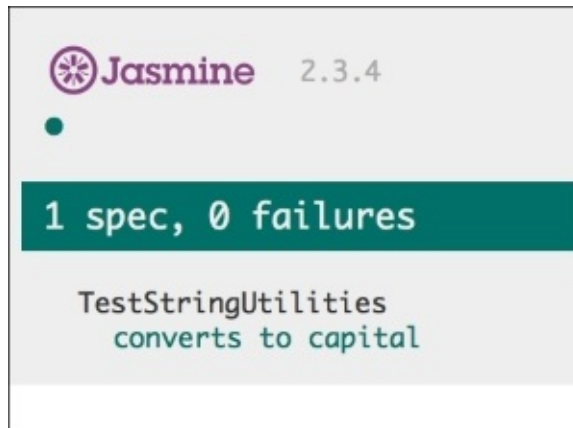 Jasmine 2.3.4
1 spec, 0 failures
TestStringUtilities
converts to capital